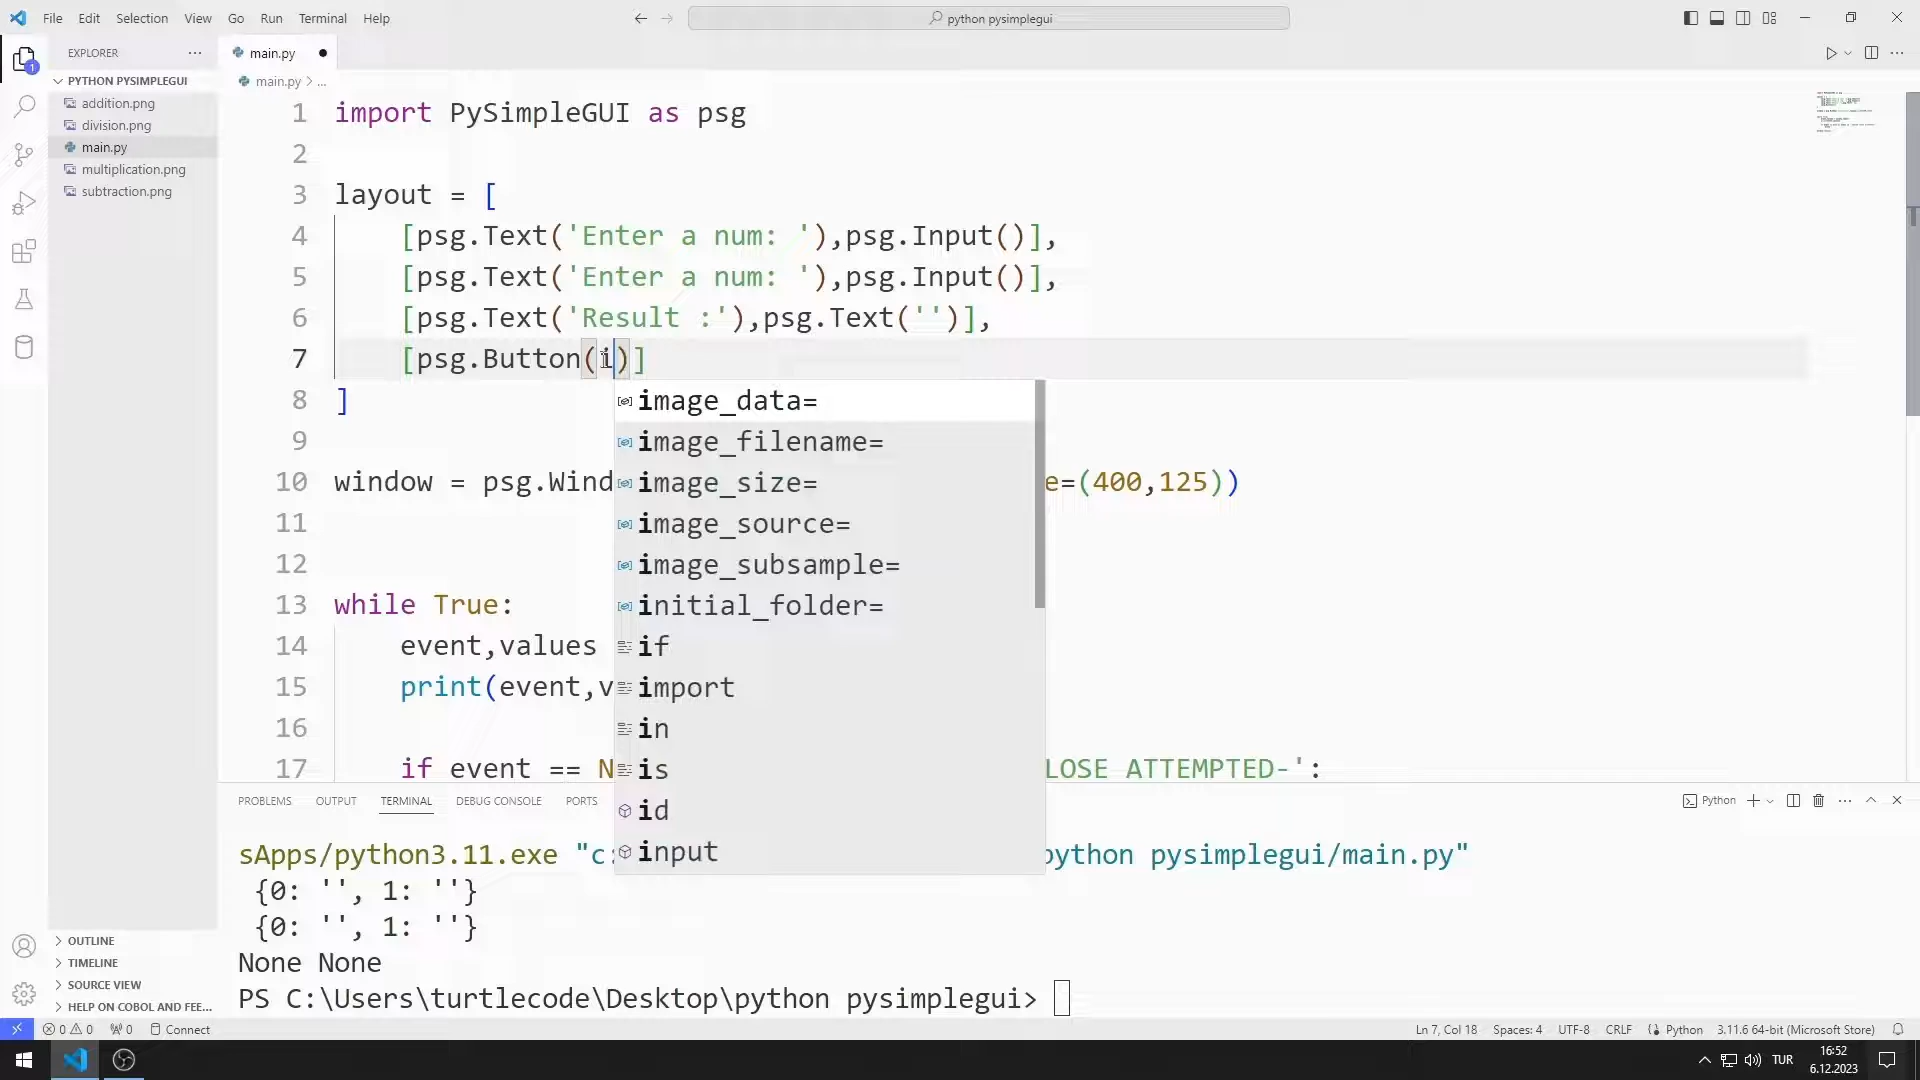 File Edit Selection View Go Run Terminal Help
python pysimplegui
EXPLORER
main.py
PYTHON PYSIMPLEGUI
addition.png
division.png
main.py
multiplication.png
subtraction.png
main.py > ...
1 import PySimpleGUI as psg
2
3 layout = [
4 [psg.Text('Enter a num: '),psg.Input()],
5 [psg.Text('Enter a num: '),psg.Input()],
6 [psg.Text('Result :'),psg.Text('')],
7 [psg.Button(i)]
8 ]
9
10 window = psg.Wind e=(400,125))
11
12
13 while True:
14 event,values
15 print(event,v
16
17 if event == N LOSE ATTEMPTED-':
image_data=
image_filename=
image_size=
image_source=
image_subsample=
initial_folder=
if
import
in
is
id
input
PROBLEMS OUTPUT TERMINAL DEBUG CONSOLE PORTS
Python
sApps/python3.11.exe "c: python pysimplegui/main.py"
{0: '', 1: ''}
{0: '', 1: ''}
None None
PS C:\Users\turtlecode\Desktop\python pysimplegui>
OUTLINE
TIMELINE
SOURCE VIEW
HELP ON COBOL AND FEE...
1
0 0 0 Connect
Ln 7, Col 18 Spaces: 4 UTF-8 CRLF Python 3.11.6 64-bit (Microsoft Store)
TUR
16:52
6.12.2023